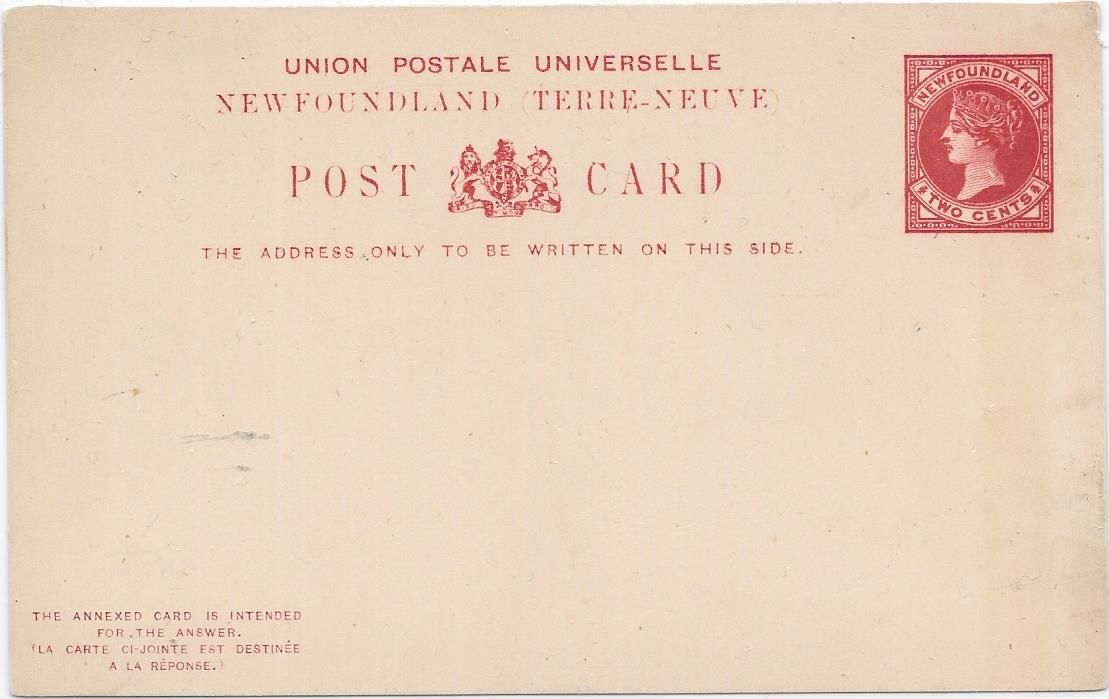 UNION POSTALE UNIVERSELLE
NEWFOUNDLAND (TERRE-NEUVE)
POST CARD
NEWFOUNDLAND
TWO CENTS
THE ADDRESS ONLY TO BE WRITTEN ON THIS SIDE.
THE ANNEXED CARD IS INTENDED
FOR THE ANSWER.
(LA CARTE CI-JOINTE EST DESTINÉE
A LA RÉPONSE.)